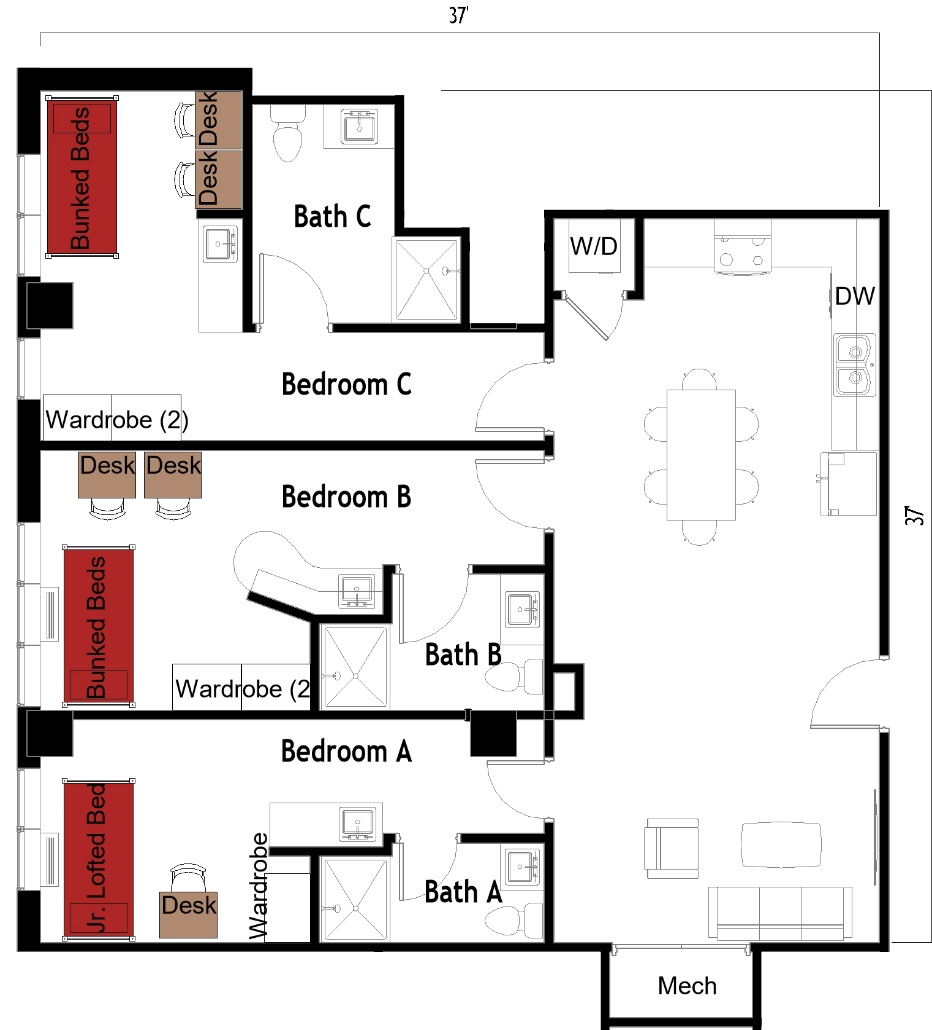 37'
Bunked Beds
Desk
Desk
Bath C
W/D
DW
Bedroom C
Wardrobe (2)
Desk
Desk
Bedroom B
37'
Bunked Beds
Bath B
Wardrobe (2
Bedroom A
Jr. Lofted Bed
Desk
Wardrobe
Bath A
Mech